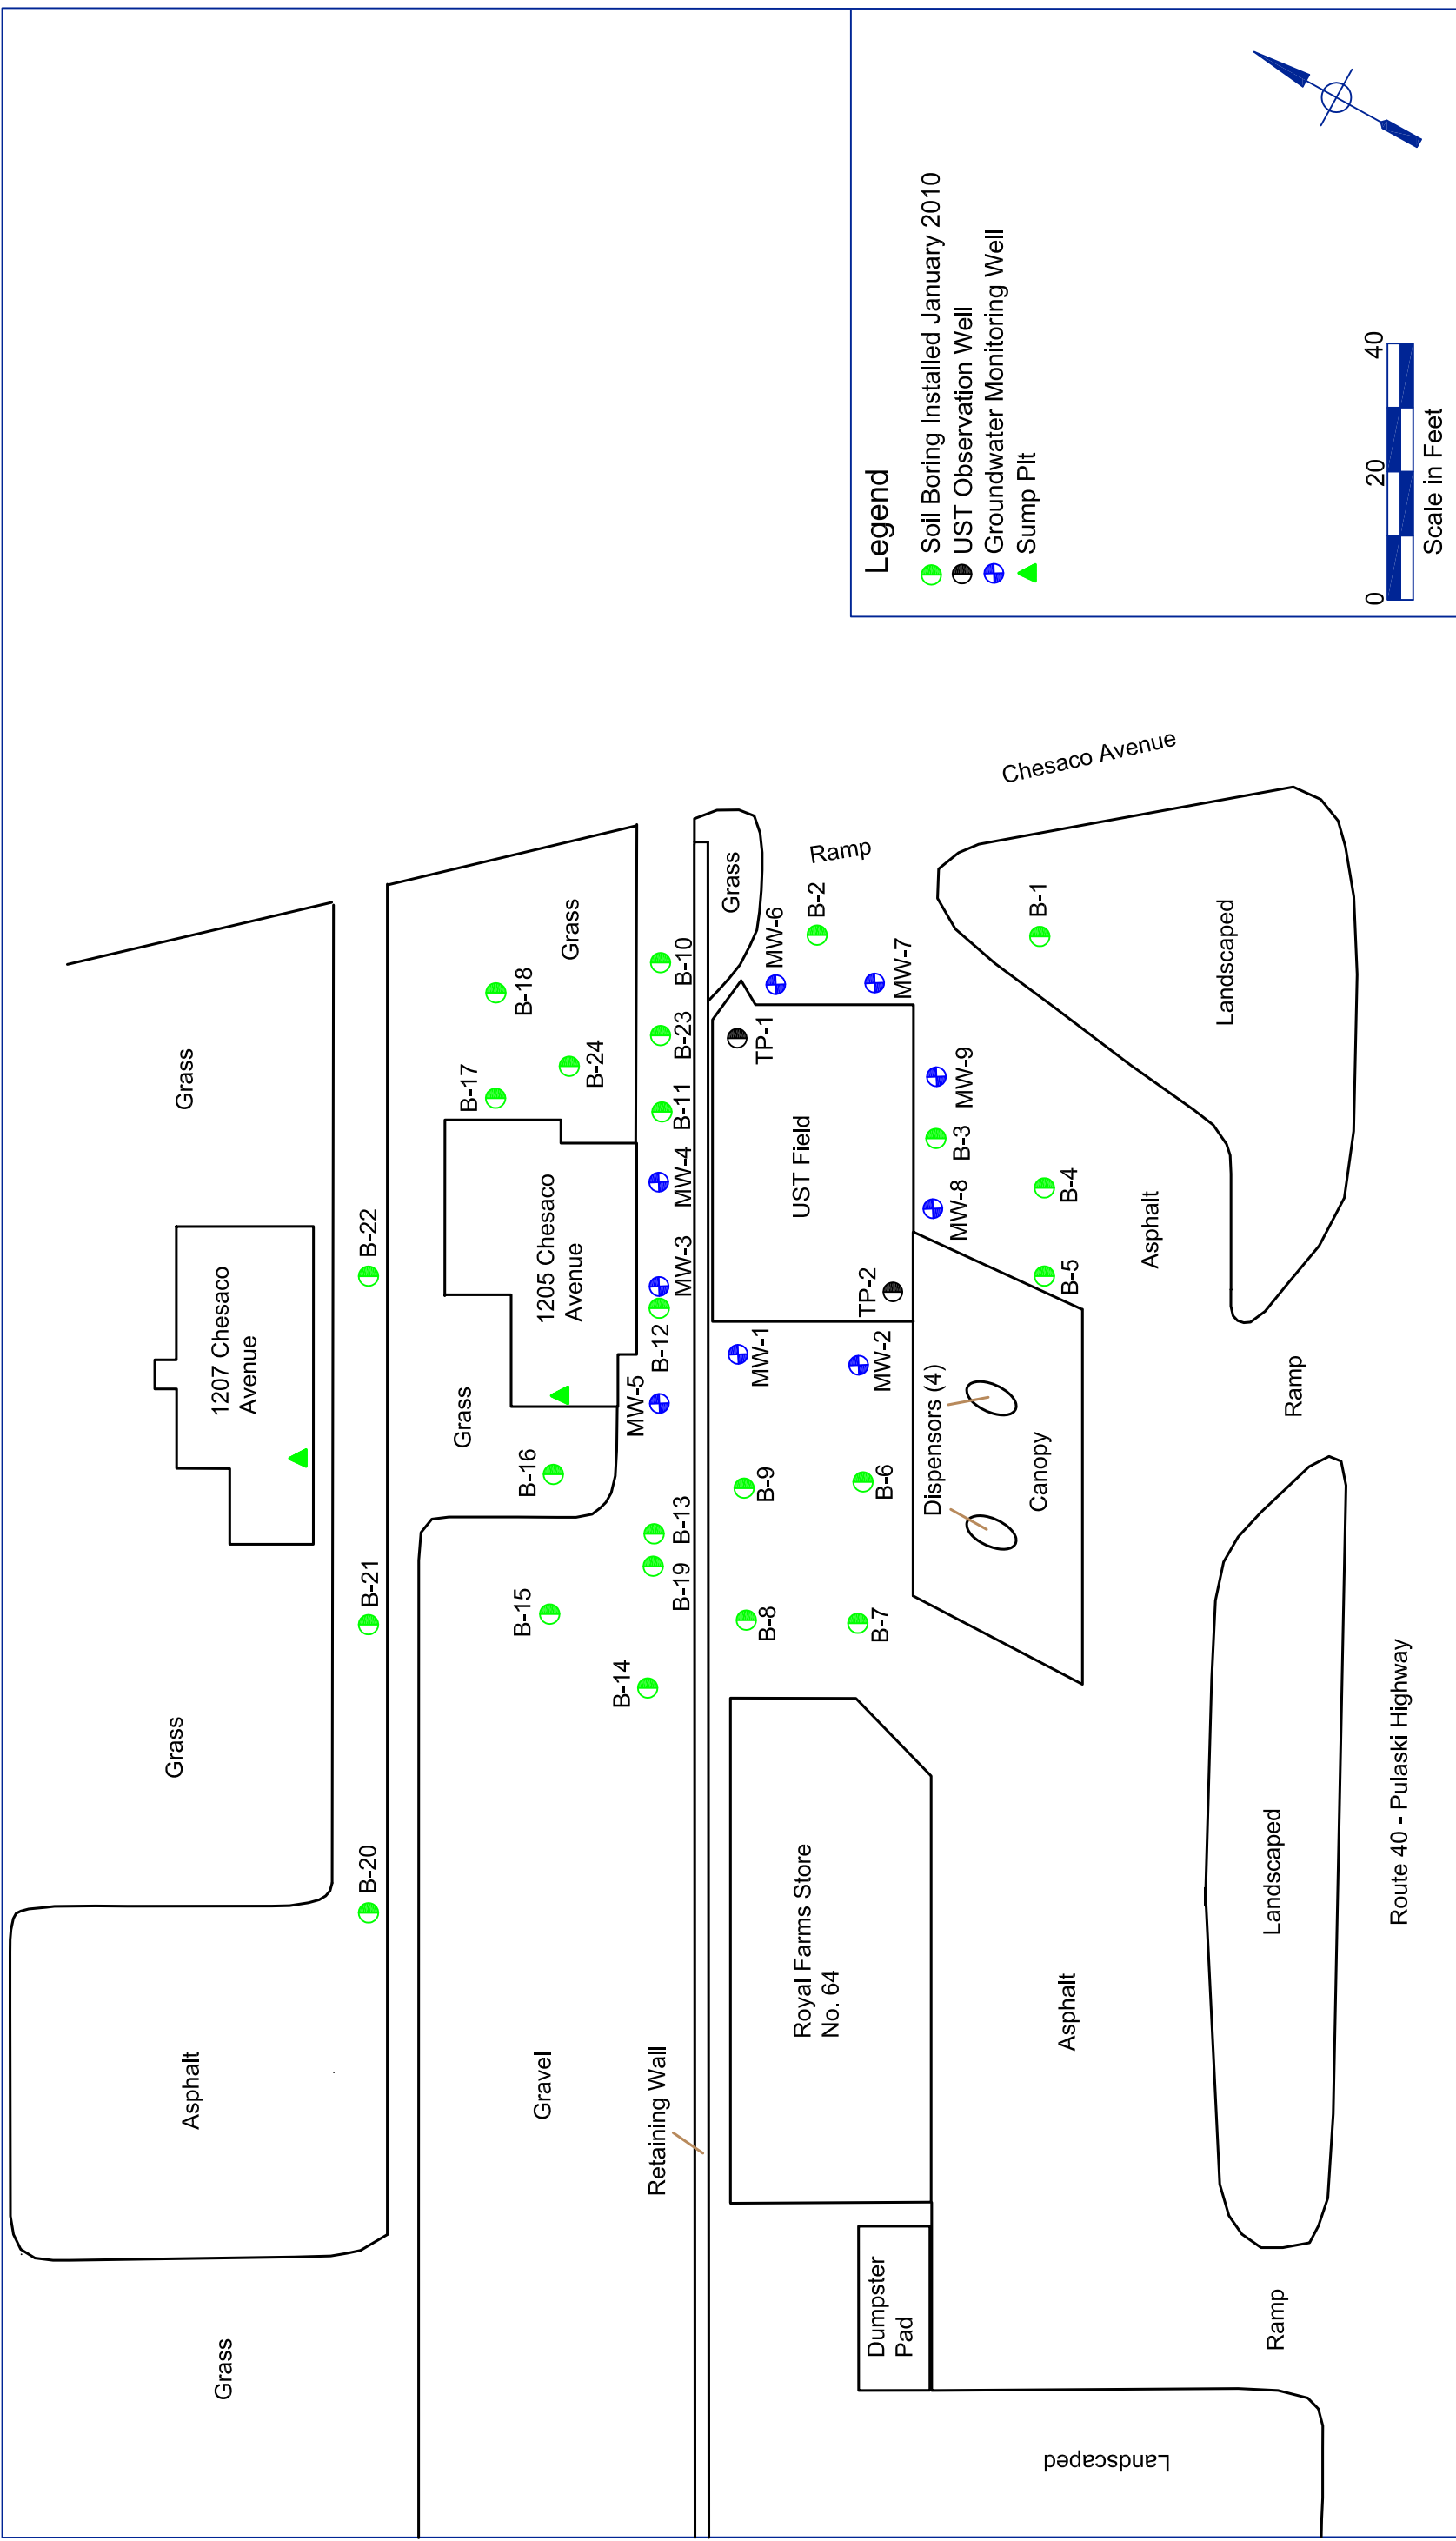 Grass
Asphalt
Grass
Grass
1207 Chesaco
Avenue
B-20
B-21
B-22
Grass
Gravel
Retaining Wall
B-14
B-15
B-16
Grass
1205 Chesaco
Avenue
B-17
B-18
B-24
Grass
B-19
B-13
MW-5
B-12
MW-3
MW-4
B-11
B-23
B-10
Grass
Ramp
Chesaco Avenue
Royal Farms Store
No. 64
Dumpster
Pad
B-8
B-9
MW-1
TP-1
MW-6
B-2
UST Field
B-7
B-6
MW-2
TP-2
MW-7
Dispensors (4)
Canopy
MW-8
B-3
MW-9
B-5
B-4
B-1
Landscaped
Asphalt
Asphalt
Landscaped
Ramp
Landscaped
Ramp
Route 40 - Pulaski Highway
Legend
Soil Boring Installed January 2010
UST Observation Well
Groundwater Monitoring Well
Sump Pit
0 20 40
Scale in Feet